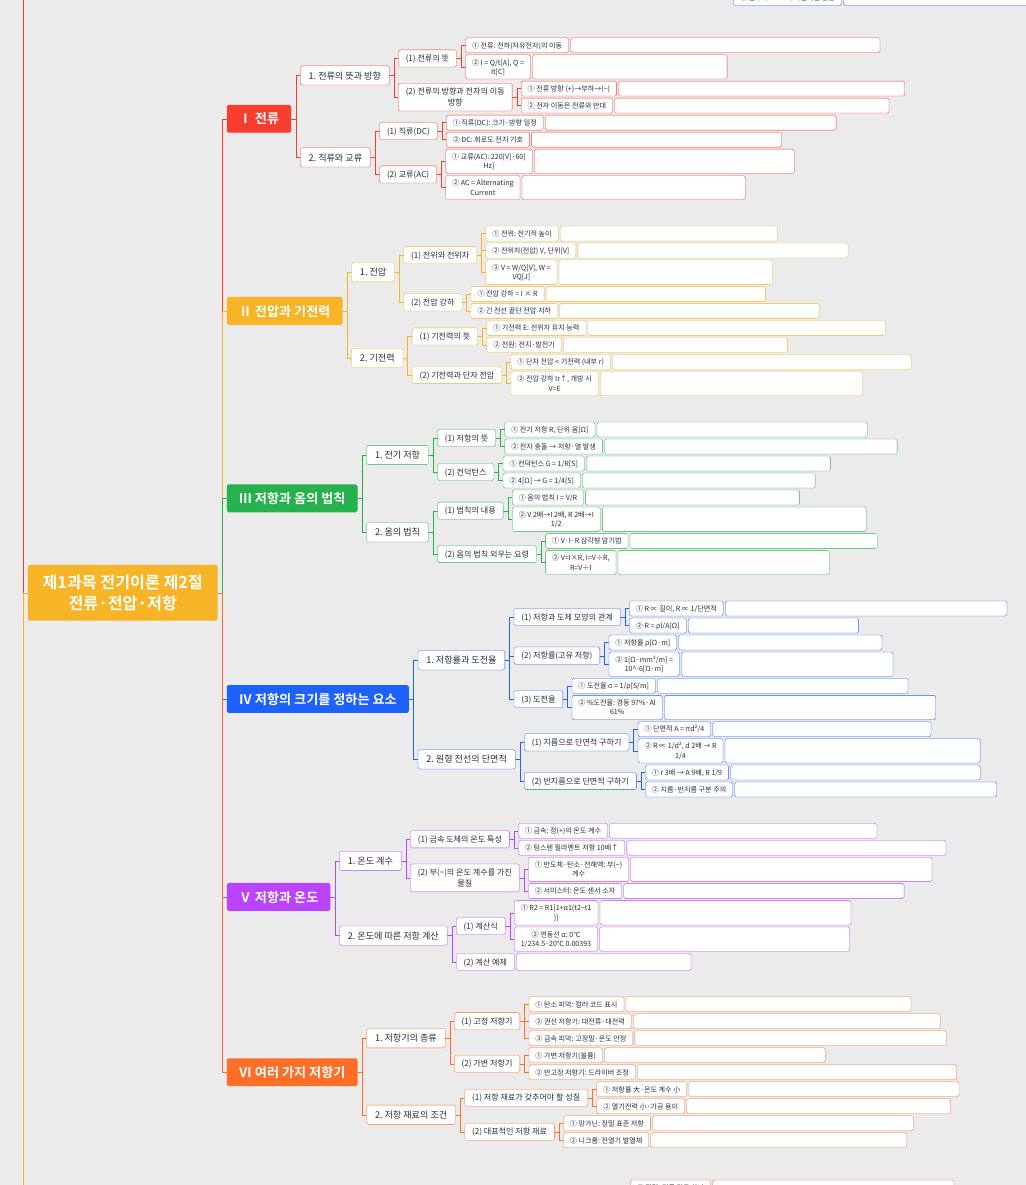 I 전류
1. 전류의 뜻과 방향
(1) 전류의 뜻
① 전류: 전하(자유전자)의 이동
② I = Q/t[A], Q =
It[C]
(2) 전류의 방향과 전자의 이동
방향
① 전류 방향 (+)→부하→(−)
② 전자 이동은 전류와 반대
2. 직류와 교류
(1) 직류(DC)
① 직류(DC): 크기·방향 일정
② DC: 회로도 전지 기호
(2) 교류(AC)
① 교류(AC): 220[V]·60[
Hz]
② AC = Alternating
Current
II 전압과 기전력
1. 전압
(1) 전위와 전위차
① 전위: 전기적 높이
② 전위차(전압) V, 단위[V]
③ V = W/Q[V], W =
VQ[J]
(2) 전압 강하
① 전압 강하 = I × R
② 긴 전선 끝단 전압 저하
2. 기전력
(1) 기전력의 뜻
① 기전력 E: 전위차 유지 능력
② 전원: 전지·발전기
(2) 기전력과 단자 전압
① 단자 전압 < 기전력 (내부 r)
② 전압 강하 Ir↑, 개방 시
V=E
제1과목 전기이론 제2절
전류·전압·저항
III 저항과 옴의 법칙
1. 전기 저항
(1) 저항의 뜻
① 전기 저항 R, 단위 옴[Ω]
② 전자 충돌 → 저항·열 발생
(2) 컨덕턴스
① 컨덕턴스 G = 1/R[S]
② 4[Ω] → G = 1/4[S]
2. 옴의 법칙
(1) 법칙의 내용
① 옴의 법칙 I = V/R
② V 2배→I 2배, R 2배→I
1/2
(2) 옴의 법칙 외우는 요령
① V·I·R 삼각형 암기법
② V=I×R, I=V÷R,
R=V÷I
IV 저항의 크기를 정하는 요소
1. 저항률과 도전율
(1) 저항과 도체 모양의 관계
① R ∝ 길이, R ∝ 1/단면적
② R = ρl/A[Ω]
(2) 저항률(고유 저항)
① 저항률 ρ[Ω·m]
② 1[Ω·mm²/m] =
10^-6[Ω·m]
(3) 도전율
① 도전율 σ = 1/ρ[S/m]
② %도전율: 경동 97%·Al
61%
2. 원형 전선의 단면적
(1) 지름으로 단면적 구하기
① 단면적 A = πd²/4
② R ∝ 1/d², d 2배 → R
1/4
(2) 반지름으로 단면적 구하기
① r 3배 → A 9배, R 1/9
② 지름·반지름 구분 주의
V 저항과 온도
1. 온도 계수
(1) 금속 도체의 온도 특성
① 금속: 정(+)의 온도 계수
② 텅스텐 필라멘트 저항 10배↑
(2) 부(−)의 온도 계수를 가진
물질
① 반도체·탄소·전해액: 부(−)
계수
② 서미스터: 온도 센서 소자
2. 온도에 따른 저항 계산
(1) 계산식
① R2 = R1[1+α1(t2−t1
)]
② 연동선 α: 0℃
1/234.5·20℃ 0.00393
(2) 계산 예제
VI 여러 가지 저항기
1. 저항기의 종류
(1) 고정 저항기
① 탄소 피막: 컬러 코드 표시
② 권선 저항기: 대전류·대전력
③ 금속 피막: 고정밀·온도 안정
(2) 가변 저항기
① 가변 저항기(볼륨)
② 반고정 저항기: 드라이버 조정
2. 저항 재료의 조건
(1) 저항 재료가 갖추어야 할 성질
① 저항률 大·온도 계수 小
② 열기전력 小·가공 용이
(2) 대표적인 저항 재료
① 망가닌: 정밀 표준 저항
② 니크롬: 전열기 발열체